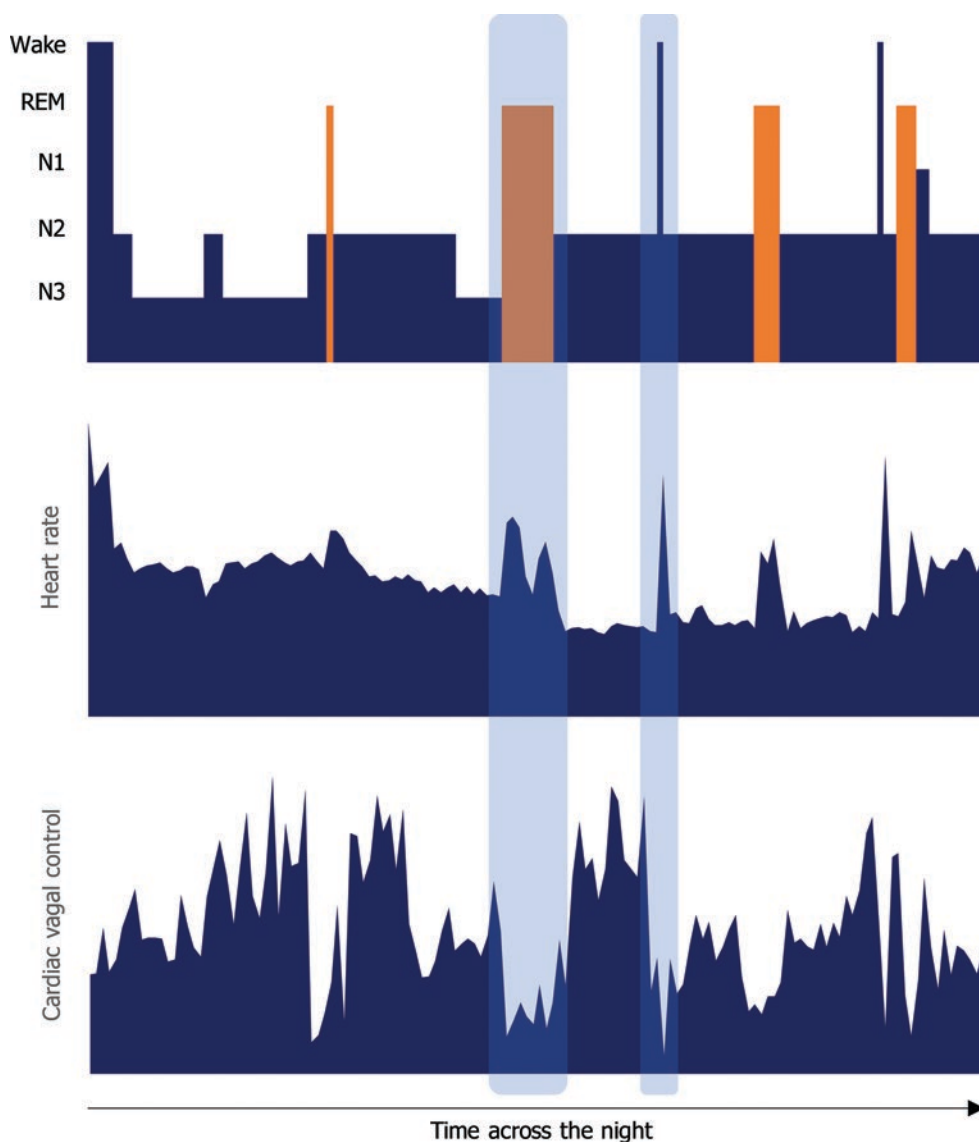 Wake
REM
N1
N2
N3
Heart rate
Cardiac vagal control
Time across the night